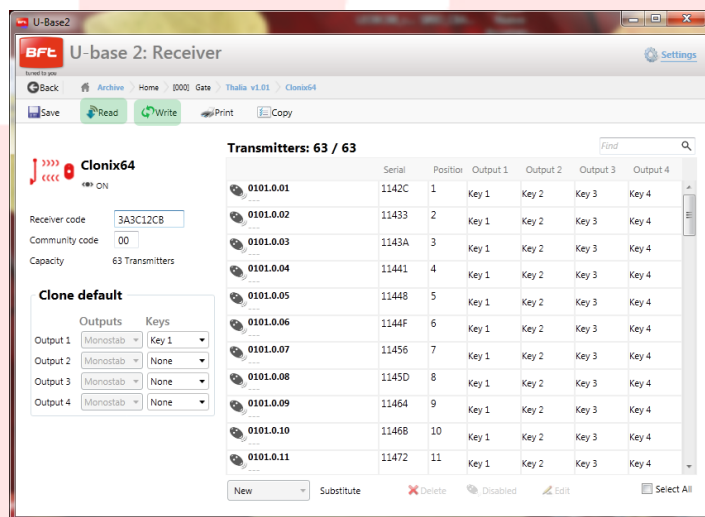 U-Base2
BFt
tuned to you
U-base 2: Receiver
Settings
Back Archive Home [000] Gate Thalia v1.01 Clonix64
Save Read Write Print Copy
Clonix64
ON
Receiver code 3A3C12CB
Community code 00
Capacity 63 Transmitters
Clone default
Outputs Keys
Output 1 Monostab Key 1
Output 2 Monostab None
Output 3 Monostab None
Output 4 Monostab None
Transmitters: 63 / 63
Find
Serial Position Output 1 Output 2 Output 3 Output 4
0101.0.01 1142C 1 Key 1 Key 2 Key 3 Key 4
---
0101.0.02 11433 2 Key 1 Key 2 Key 3 Key 4
---
0101.0.03 1143A 3 Key 1 Key 2 Key 3 Key 4
---
0101.0.04 11441 4 Key 1 Key 2 Key 3 Key 4
---
0101.0.05 11448 5 Key 1 Key 2 Key 3 Key 4
---
0101.0.06 1144F 6 Key 1 Key 2 Key 3 Key 4
---
0101.0.07 11456 7 Key 1 Key 2 Key 3 Key 4
---
0101.0.08 1145D 8 Key 1 Key 2 Key 3 Key 4
---
0101.0.09 11464 9 Key 1 Key 2 Key 3 Key 4
---
0101.0.10 1146B 10 Key 1 Key 2 Key 3 Key 4
---
0101.0.11 11472 11 Key 1 Key 2 Key 3 Key 4
---
New Substitute Delete Disabled Edit Select All